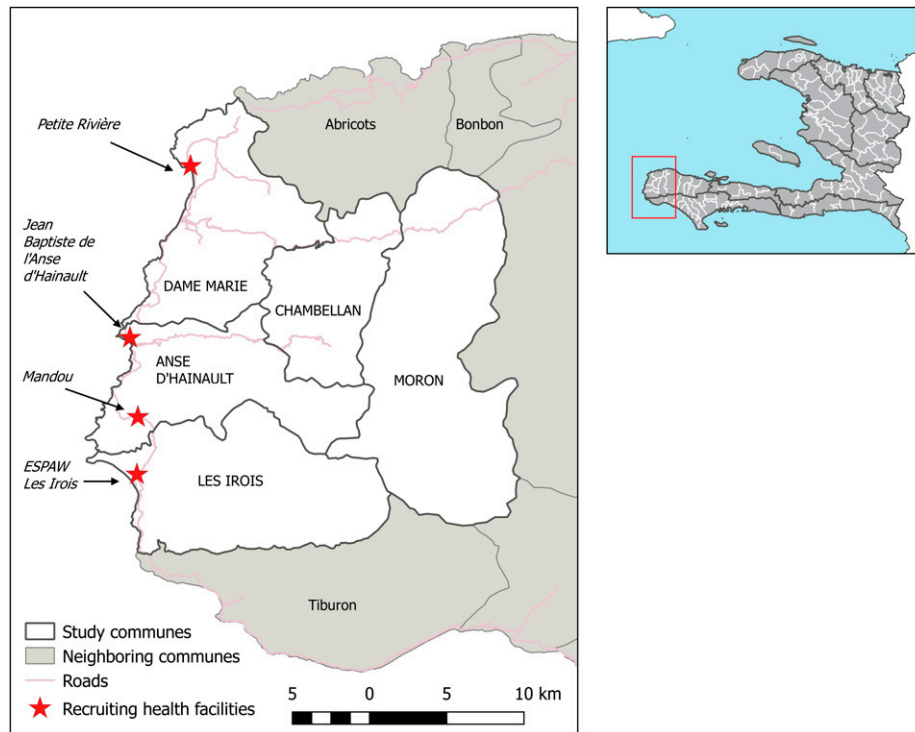 Petite Rivière
Abricots
Bonbon
Jean
Baptiste de
l'Anse
d'Hainault
DAME MARIE
CHAMBELLAN
ANSE
D'HAINAULT
Mandou
MORON
ESPAW
Les Irois
LES IROIS
Tiburon
Study communes
Neighboring communes
Roads
Recruiting health facilities
5 0 5 10 km